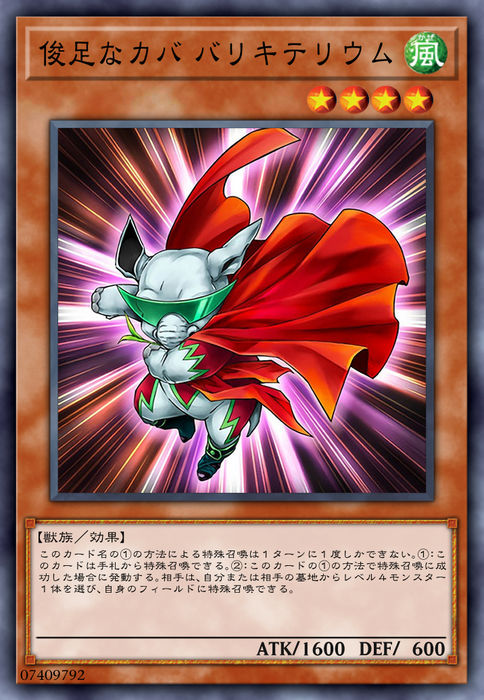 俊足なカバ バリキテリウム
かぜ
風
【獣族／効果】
このカード名の①の方法による特殊召喚は１ターンに１度しかできない。①：こ
のカードは手札から特殊召喚できる。②：このカードの①の方法で特殊召喚に
成功した場合に発動する。相手は、自分または相手の墓地からレベル４モンスター
１体を選び、自身のフィールドに特殊召喚できる。
ATK/1600 DEF/ 600
07409792